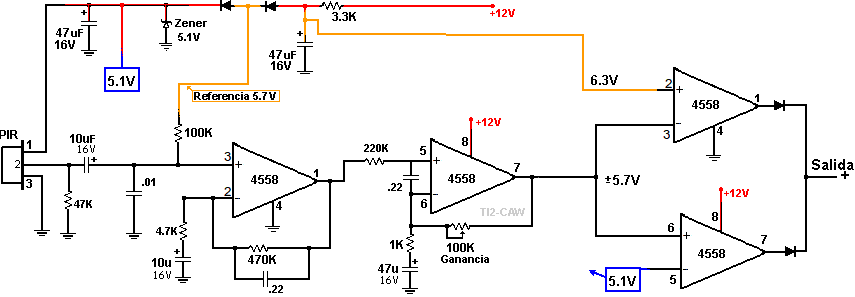 3.3K
+12V
+
47uF
16V
Zener
5.1V
+
47uF
16V
5.1V
Referencia 5.7V
6.3V
2
+
4558
1
-
3
4
PIR
1
2
3
10uF
16V
+
100K
3
+
4558
1
-
2
4
.01
47K
4.7K
+
10u
16V
470K
.22
220K
+12V
8
5
+
.22
4558
7
-
6
TI2-CAW
1K
100K
Ganancia
+
47u
16V
±5.7V
Salida
+
+12V
8
6
+
4558
7
-
5
5.1V